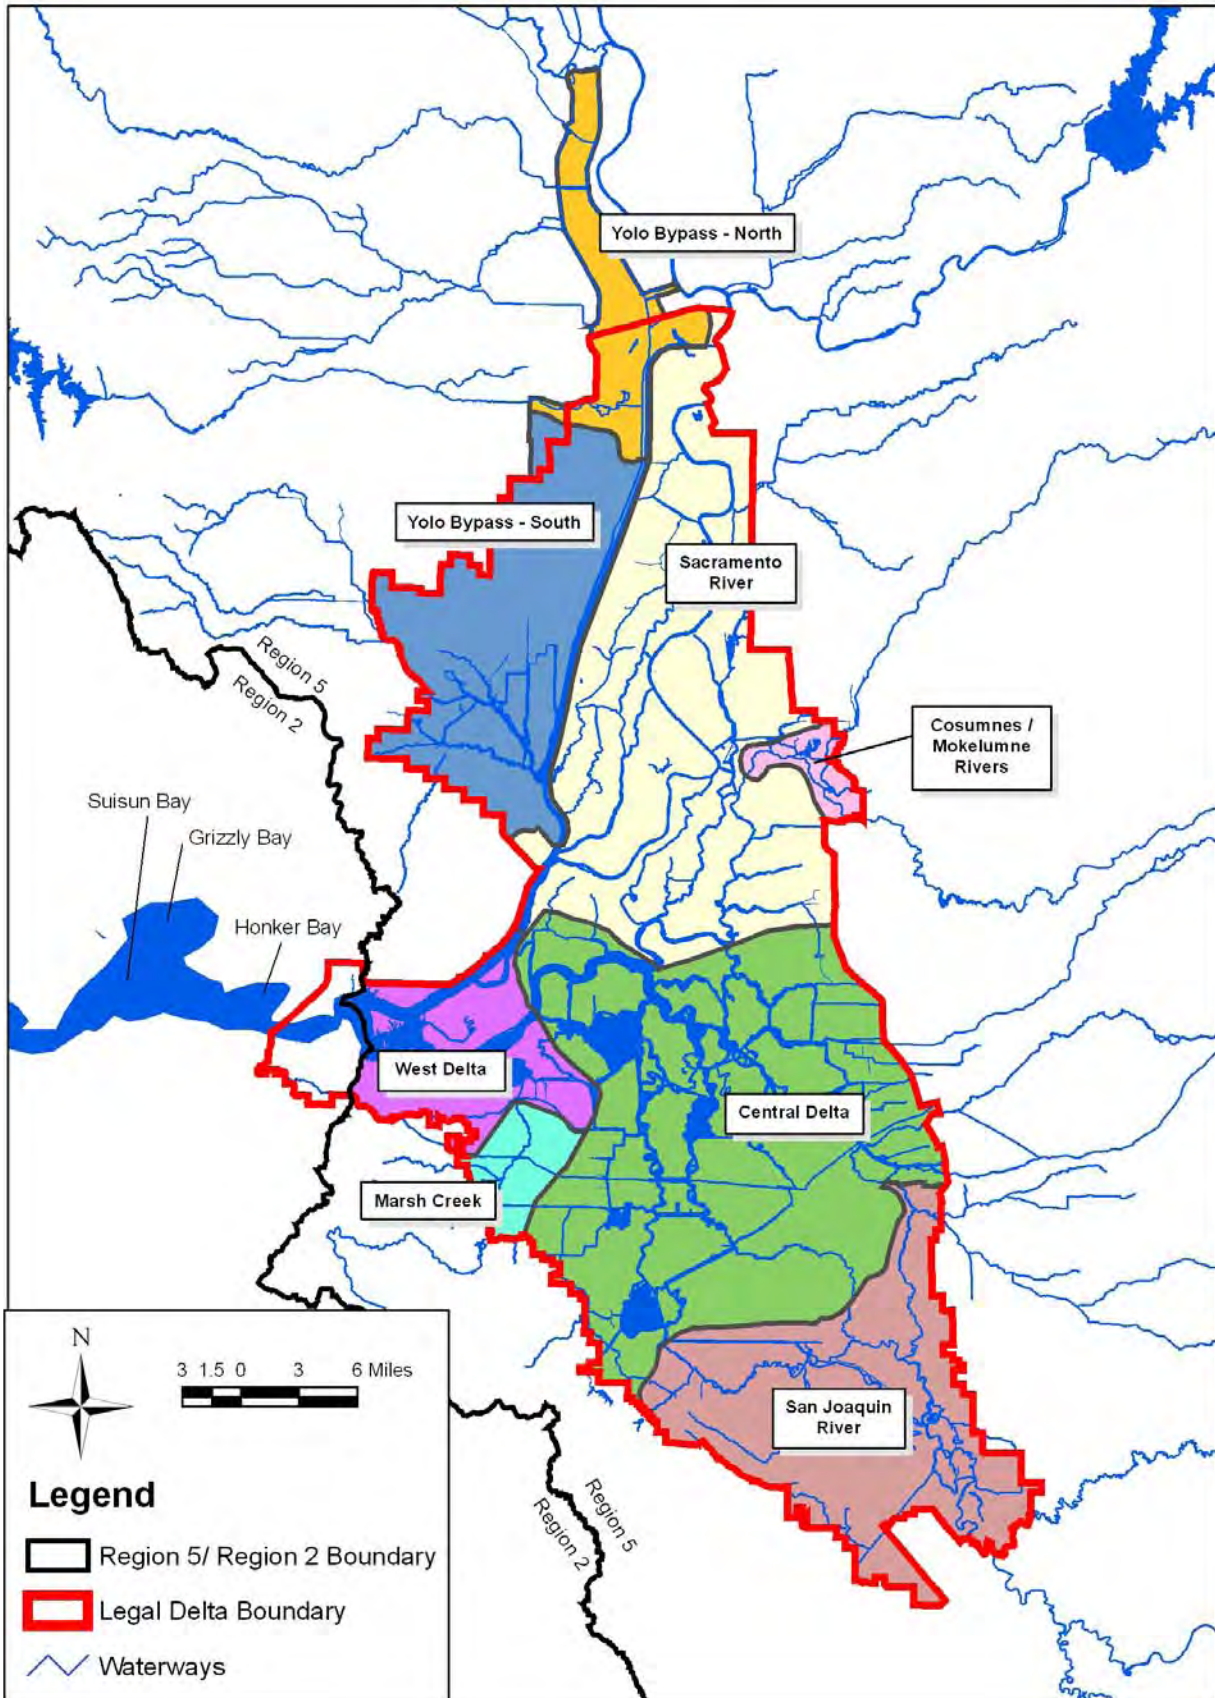 Yolo Bypass - North
Yolo Bypass - South
Sacramento
River
Region 5
Region 2
Cosumnes /
Mokelumne
Rivers
Suisun Bay
Grizzly Bay
Honker Bay
West Delta
Central Delta
Marsh Creek
N
3 1.5 0 3 6 Miles
San Joaquin
River
Region 5
Region 2
Legend
Region 5/ Region 2 Boundary
Legal Delta Boundary
Waterways